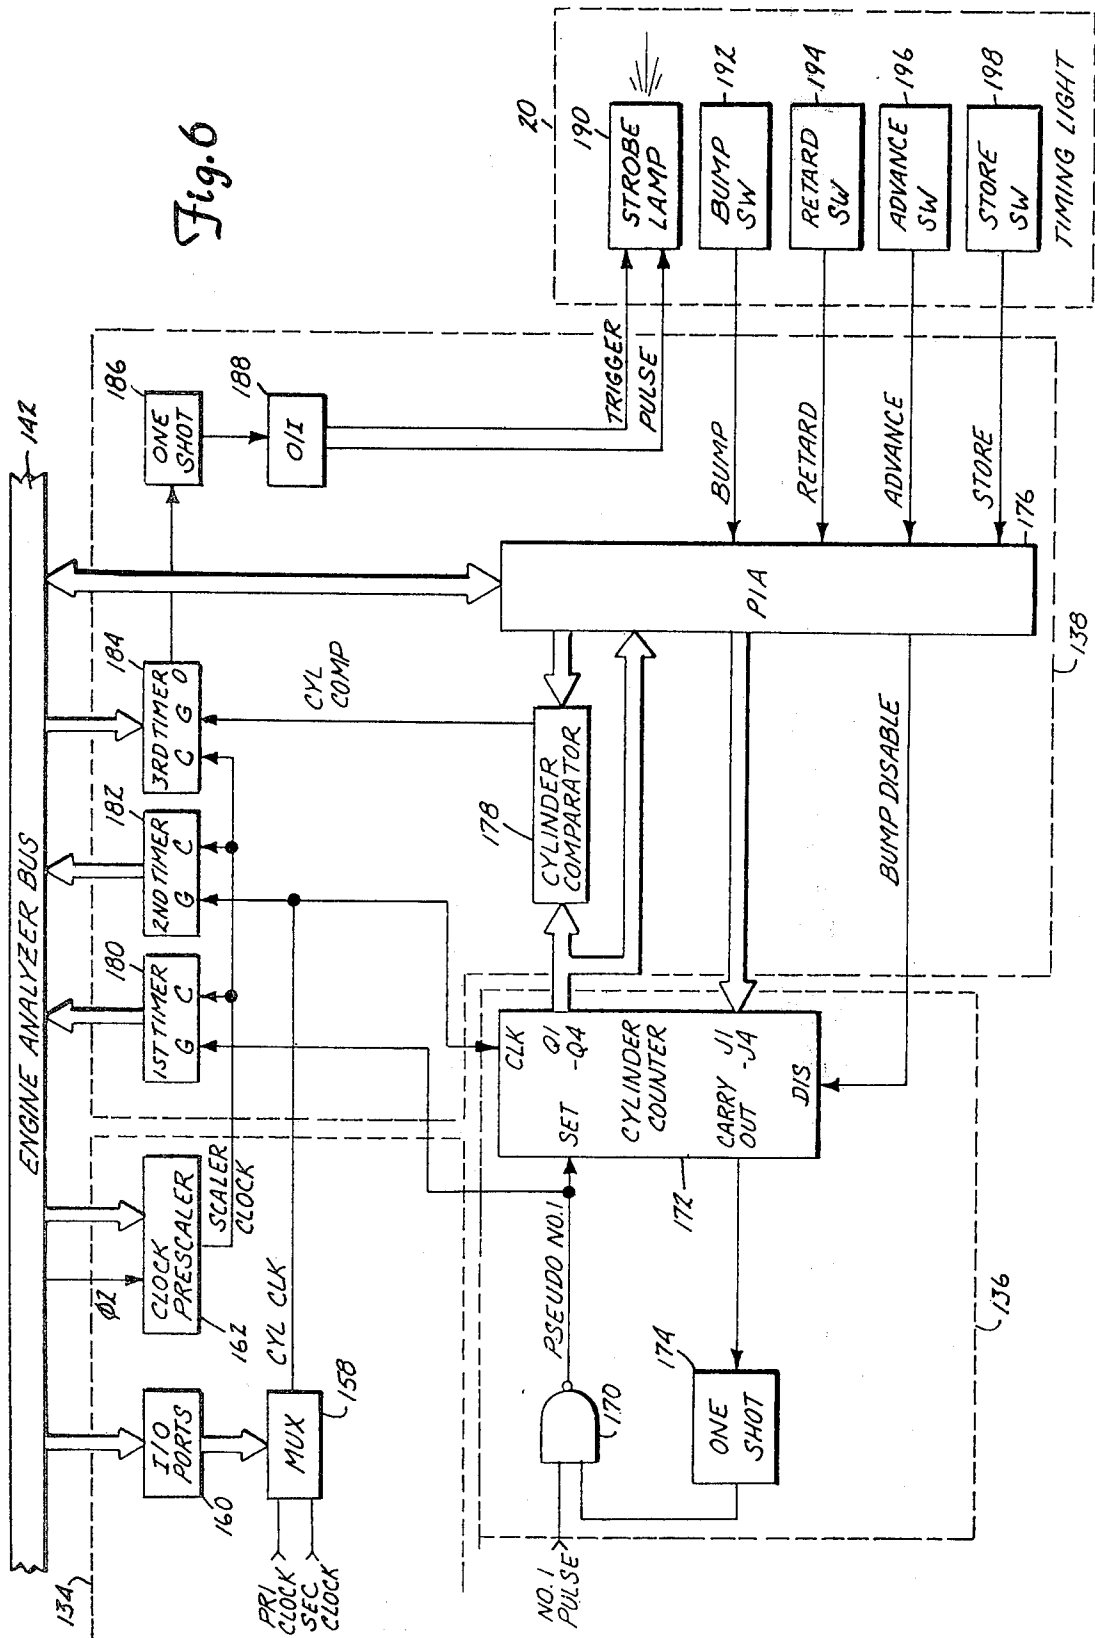 Fig. 6
ENGINE ANALYZER BUS
142
134
I/O
PORTS
160
Ø2
CLOCK
PRESCALER
162
SCALER
CLOCK
180
1ST TIMER
G C
182
2ND TIMER
G C
184
3RD TIMER
C G O
186
ONE
SHOT
188
O/I
PRI
CLOCK
SEC
CLOCK
MUX
158
CYL CLK
CYL
COMP
TRIGGER
PULSE
20
190
STROBE
LAMP
BUMP
SW
192
RETARD
SW
194
ADVANCE
SW
196
STORE
SW
198
TIMING LIGHT
BUMP
RETARD
ADVANCE
STORE
176
PIA
178
CYLINDER
COMPARATOR
138
BUMP DISABLE
NO. 1
PULSE
170
PSEUDO NO. 1
CLK
SET
Q1
-Q4
CYLINDER
COUNTER
CARRY
OUT
J1
-J4
DIS
172
174
ONE
SHOT
136